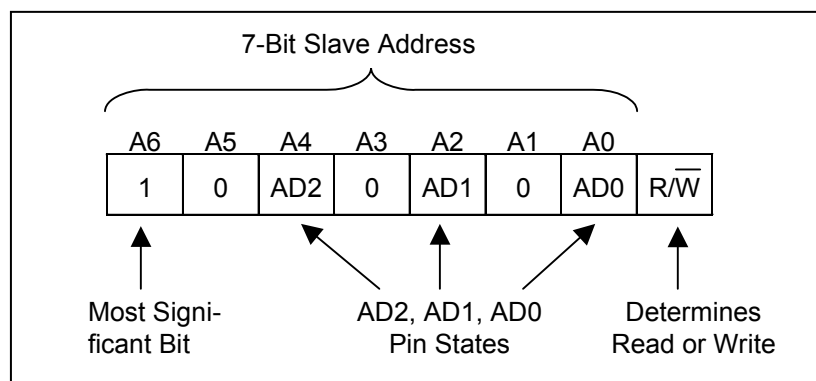 7-Bit Slave Address
A6 A5 A4 A3 A2 A1 A0
1 0 AD2 0 AD1 0 AD0 R/W̅
Most Signi-
ficant Bit
AD2, AD1, AD0
Pin States
Determines
Read or Write